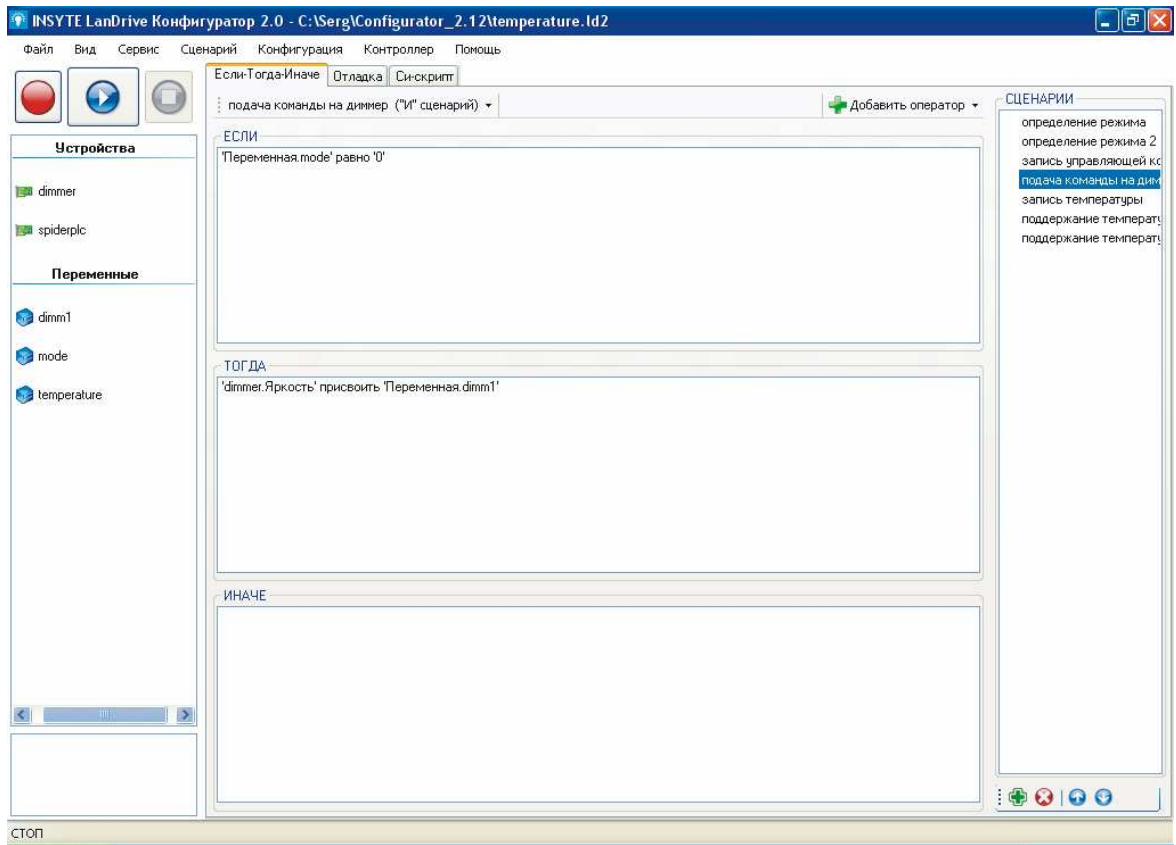 INSYTE LanDrive Конфигуратор 2.0 - C:\Serg\Configurator_2.12\temperature.ld2
Файл Вид Сервис Сценарий Конфигурация Контроллер Помощь
Если-Тогда-Иначе Отладка Си-скрипт
подача команды на диммер ("И" сценарий)
Добавить оператор
Устройства
dimmer
spiderplc
Переменные
dimm1
mode
temperature
ЕСЛИ
'Переменная.mode' равно '0'
ТОГДА
'dimmer.Яркость' присвоить 'Переменная.dimm1'
ИНАЧЕ
СЦЕНАРИИ
определение режима
определение режима 2
запись управляющей кс
подача команды на дим
запись температуры
поддержание температу
поддержание температу
СТОП